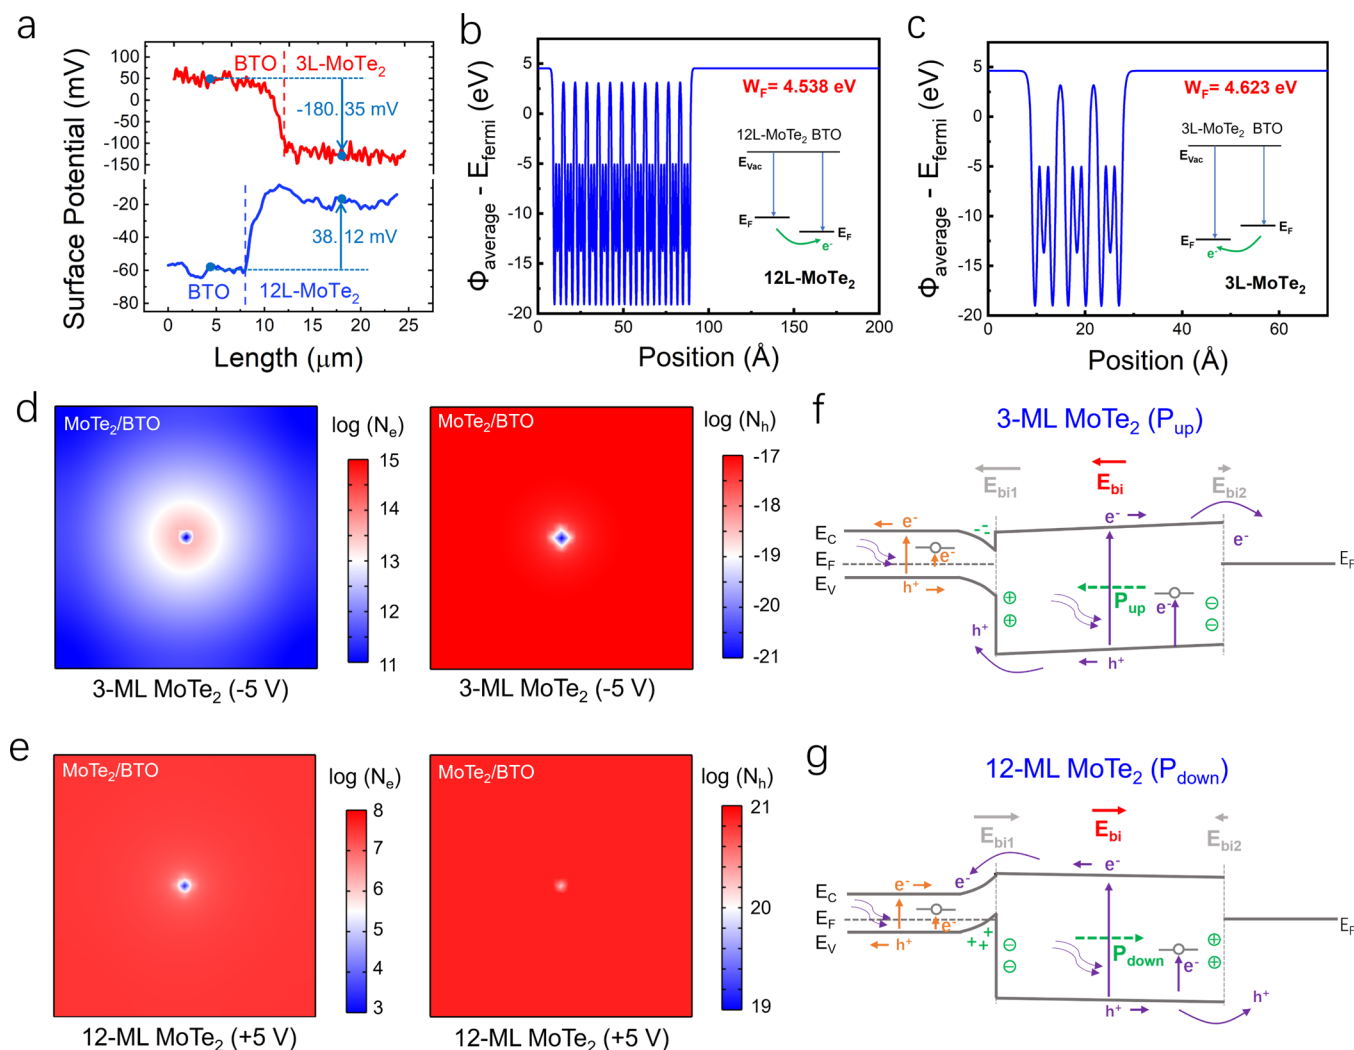 a
Surface Potential (mV)
100
50
0
-50
-100
-150
-20
-40
-60
-80
BTO
3L-MoTe2
-180. 35 mV
38. 12 mV
BTO
12L-MoTe2
0 5 10 15 20 25
Length (μm)
b
Φaverage - Efermi (eV)
5
0
-5
-10
-15
-20
WF= 4.538 eV
12L-MoTe2 BTO
EVac
EF
EF
e-
12L-MoTe2
0 50 100 150 200
Position (Å)
c
Φaverage - Efermi (eV)
5
0
-5
-10
-15
-20
WF= 4.623 eV
3L-MoTe2 BTO
EVac
EF
EF
e-
3L-MoTe2
0 20 40 60
Position (Å)
d
MoTe2/BTO
log (Ne)
15
14
13
12
11
3-ML MoTe2 (-5 V)
MoTe2/BTO
log (Nh)
-17
-18
-19
-20
-21
3-ML MoTe2 (-5 V)
e
MoTe2/BTO
log (Ne)
8
7
6
5
4
3
12-ML MoTe2 (+5 V)
MoTe2/BTO
log (Nh)
21
20
19
12-ML MoTe2 (+5 V)
f
3-ML MoTe2 (Pup)
Ebi1
Ebi
Ebi2
e-
e-
e-
EC
EF
EV
e-
h+
Pup
e-
h+
h+
EF
g
12-ML MoTe2 (Pdown)
Ebi1
Ebi
Ebi2
e-
e-
e-
EC
EF
EV
e-
h+
Pdown
e-
h+
h+
EF